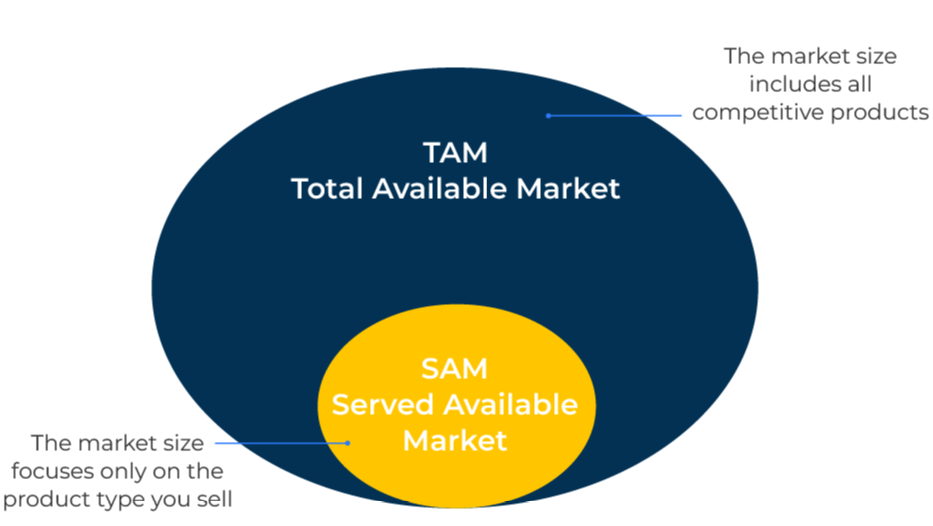 The market size
includes all
competitive products
TAM
Total Available Market
SAM
Served Available
Market
The market size
focuses only on the
product type you sell